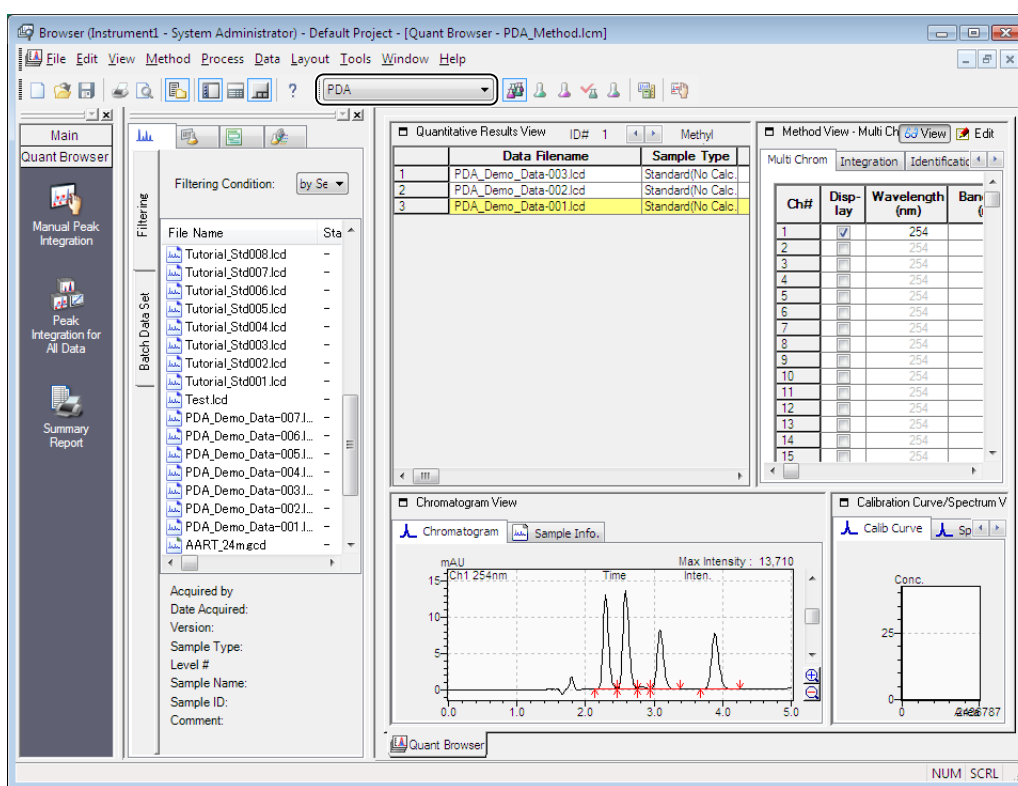 Browser (Instrument1 - System Administrator) - Default Project - [Quant Browser - PDA_Method.lcm]
File Edit View Method Process Data Layout Tools Window Help
PDA
Main
Quant Browser
Manual Peak
Integration
Peak
Integration for
All Data
Summary
Report
Filtering
Batch Data Set
Filtering Condition: by Se
File Name Sta
Tutorial_Std008.lcd -
Tutorial_Std007.lcd -
Tutorial_Std006.lcd -
Tutorial_Std005.lcd -
Tutorial_Std004.lcd -
Tutorial_Std003.lcd -
Tutorial_Std002.lcd -
Tutorial_Std001.lcd -
Test.lcd -
PDA_Demo_Data-007.l... -
PDA_Demo_Data-006.l... -
PDA_Demo_Data-005.l... -
PDA_Demo_Data-004.l... -
PDA_Demo_Data-003.l... -
PDA_Demo_Data-002.l... -
PDA_Demo_Data-001.l... -
AART_24m.gcd -
Acquired by
Date Acquired:
Version:
Sample Type:
Level #
Sample Name:
Sample ID:
Comment:
Quantitative Results View ID# 1 Methyl
Data Filename Sample Type
1 PDA_Demo_Data-003.lcd Standard(No Calc.
2 PDA_Demo_Data-002.lcd Standard(No Calc.
3 PDA_Demo_Data-001.lcd Standard(No Calc.
Method View - Multi Ch View Edit
Multi Chrom Integration Identificatic
Ch# Disp-lay Wavelength (nm) Ban
1 254
2 254
3 254
4 254
5 254
6 254
7 254
8 254
9 254
10 254
11 254
12 254
13 254
14 254
15 254
Chromatogram View
Chromatogram Sample Info.
mAU Max Intensity : 13,710
Ch1 254nm Time Inten.
15
10
5
0
0.0 1.0 2.0 3.0 4.0 5.0
Calibration Curve/Spectrum V
Calib Curve Sp
Conc.
25
0
0
Quant Browser
NUM SCRL